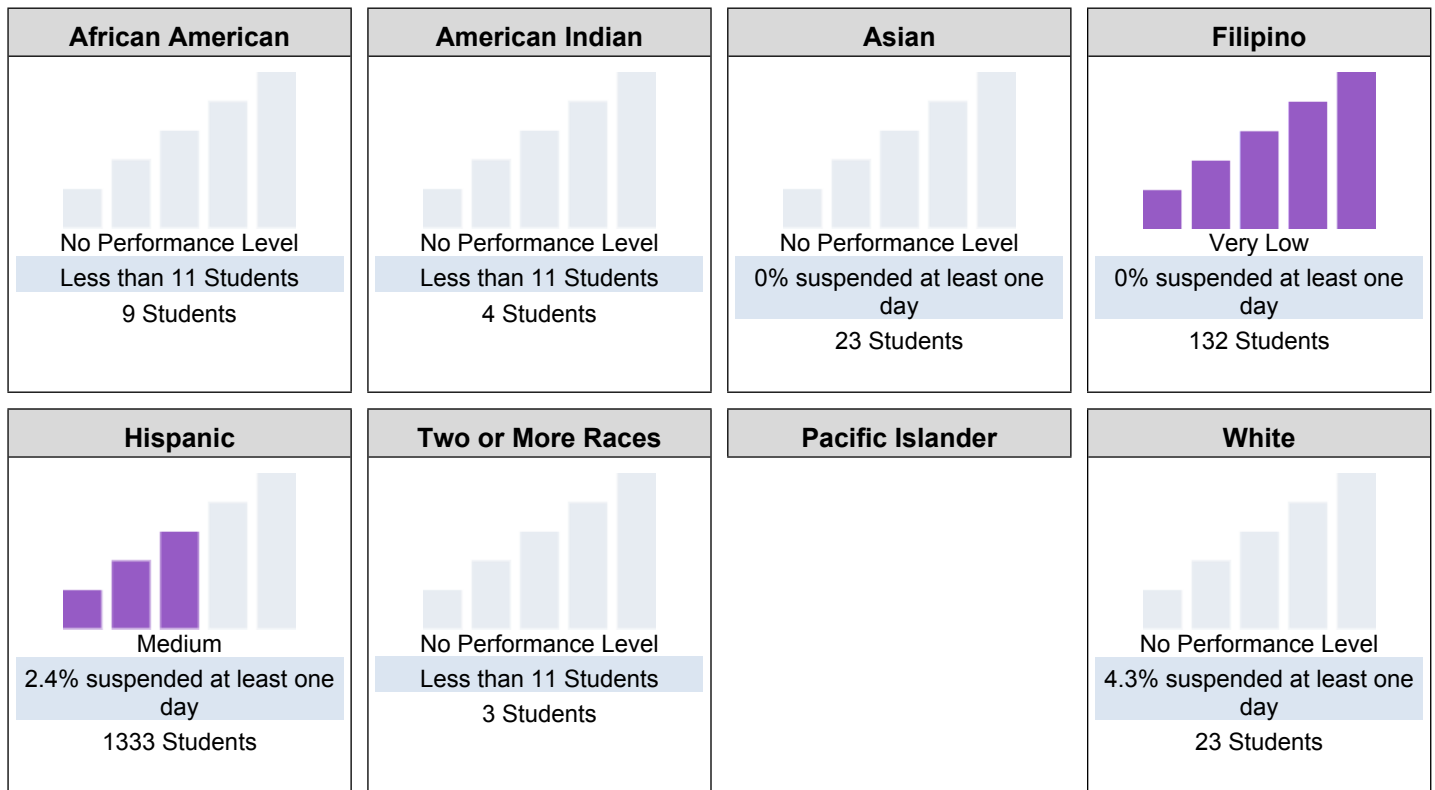 African American
No Performance Level
Less than 11 Students
9 Students
American Indian
No Performance Level
Less than 11 Students
4 Students
Asian
No Performance Level
0% suspended at least one
day
23 Students
Filipino
Very Low
0% suspended at least one
day
132 Students
Hispanic
Medium
2.4% suspended at least one
day
1333 Students
Two or More Races
No Performance Level
Less than 11 Students
3 Students
Pacific Islander
White
No Performance Level
4.3% suspended at least one
day
23 Students